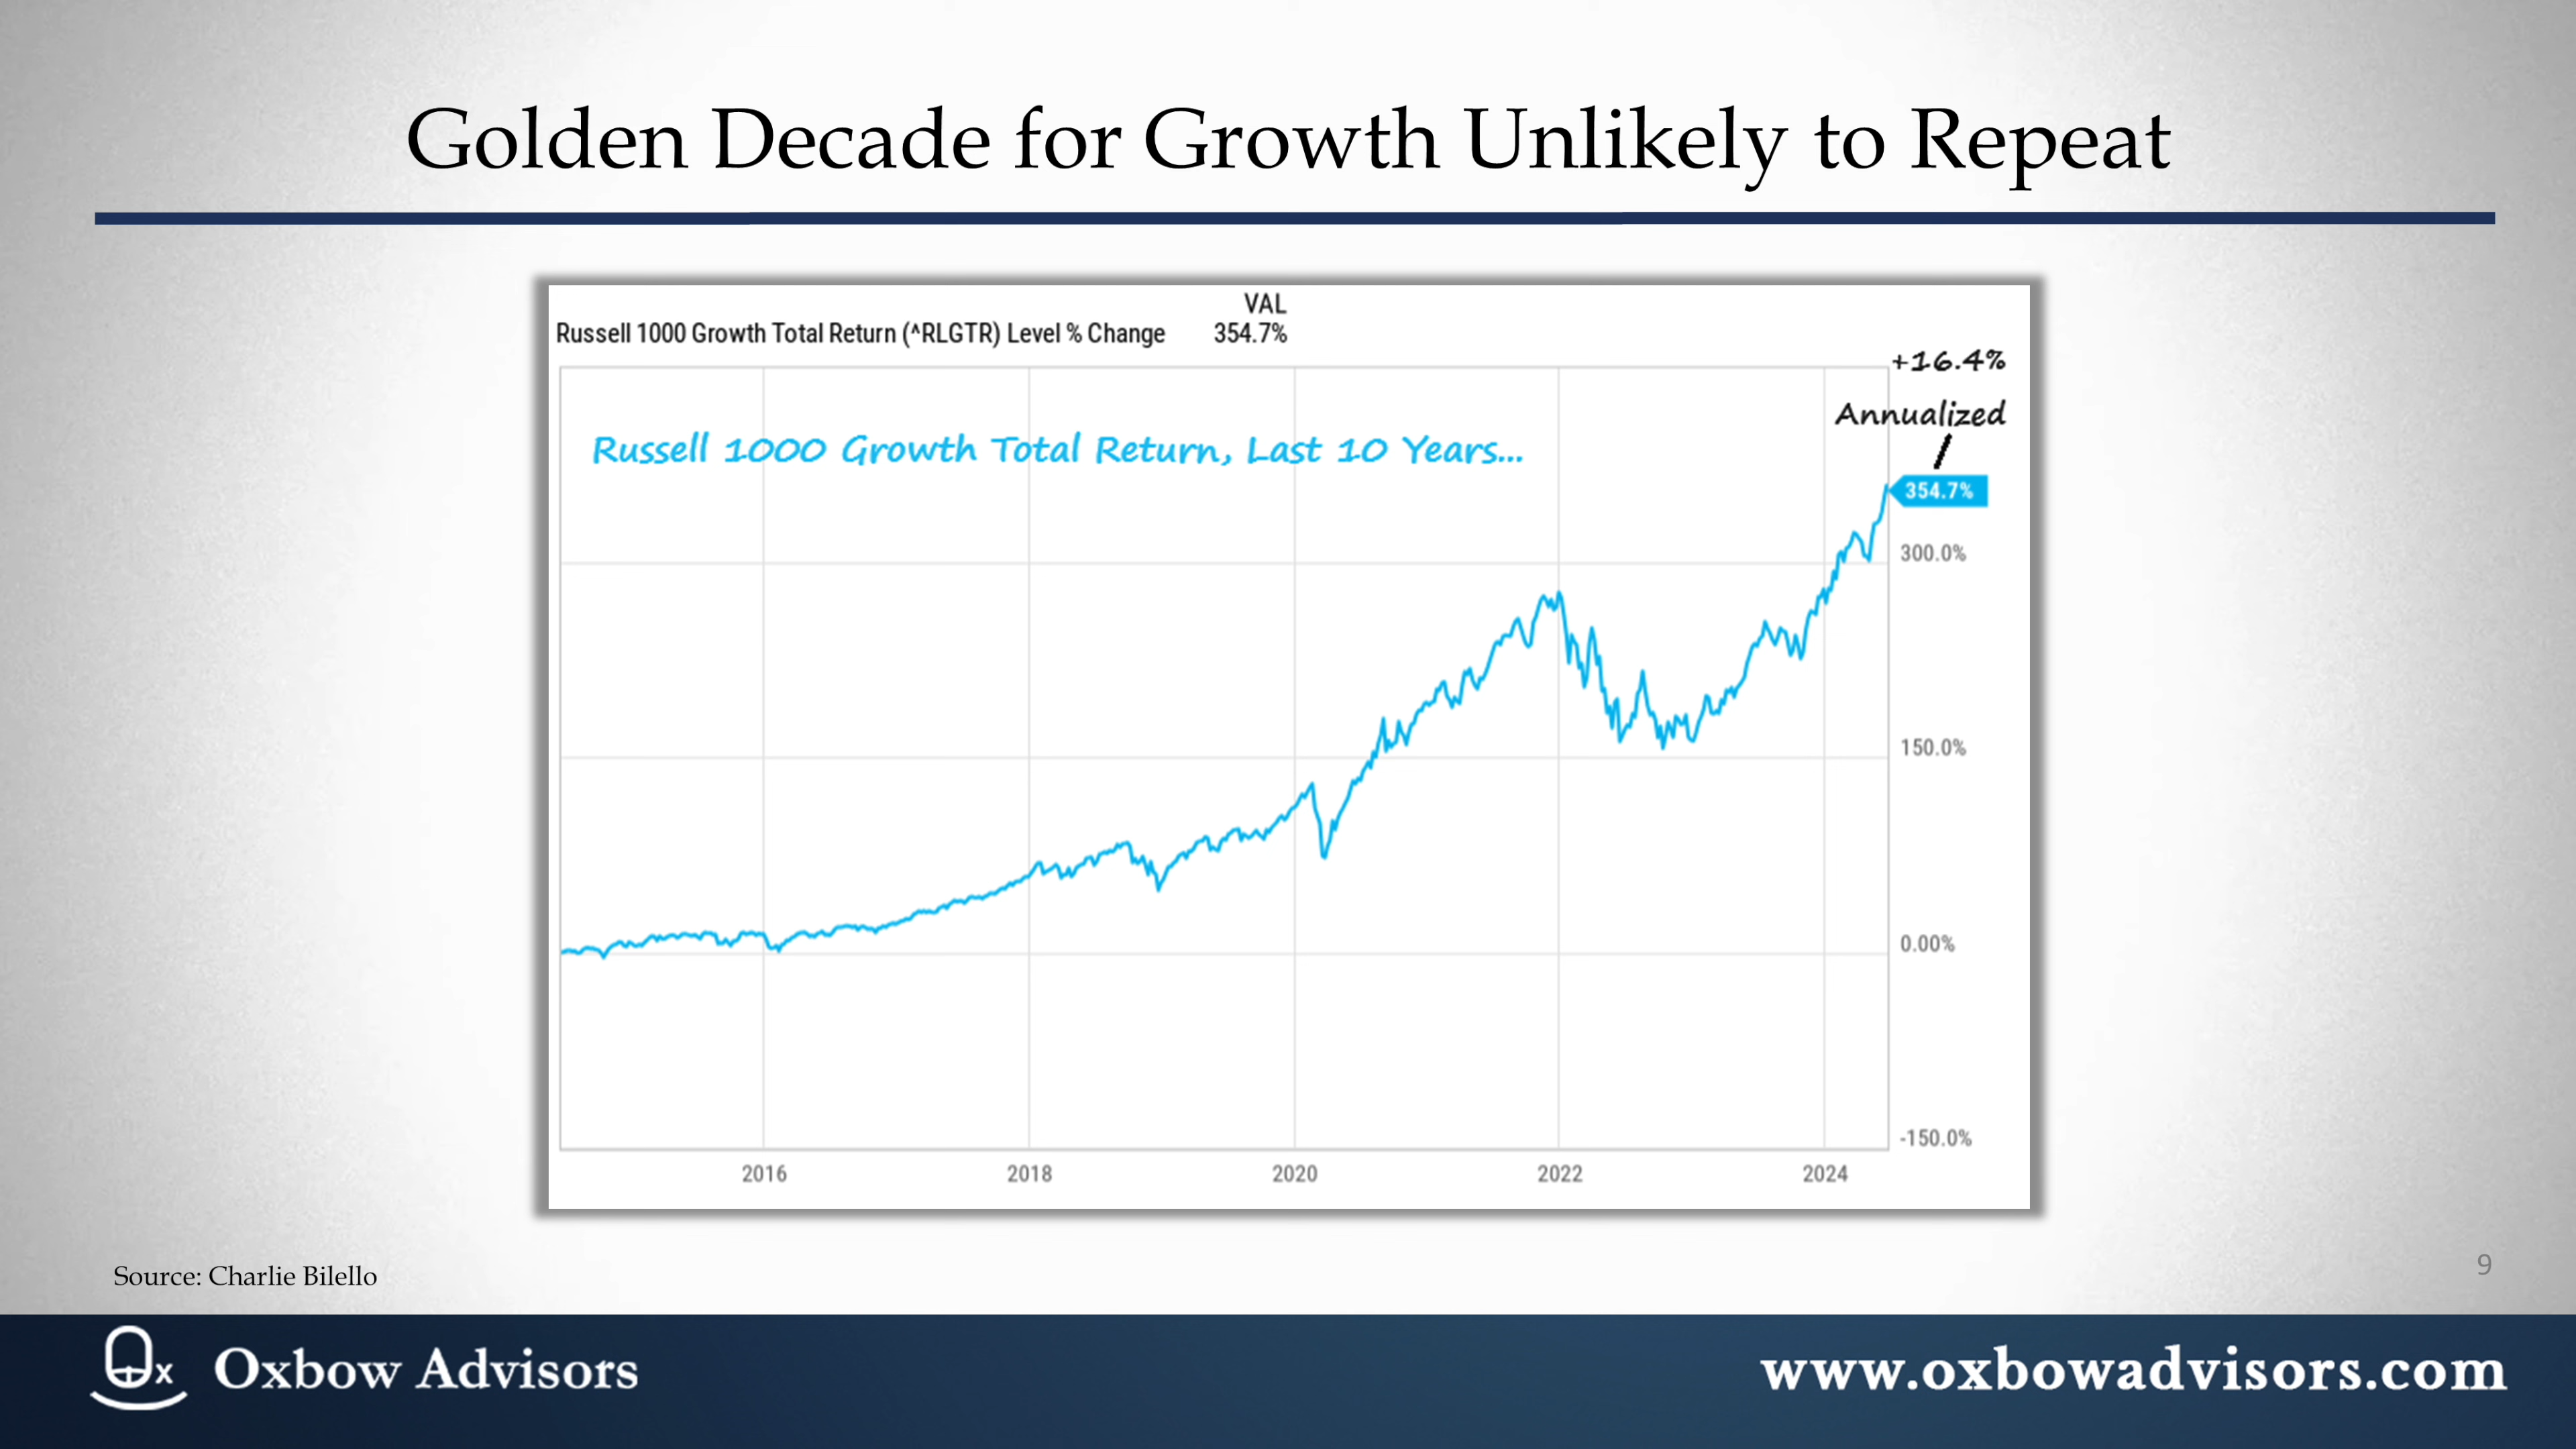 Golden Decade for Growth Unlikely to Repeat
VAL
Russell 1000 Growth Total Return (^RLGTR) Level % Change 354.7%
+16.4%
Annualized
Russell 1000 Growth Total Return, Last 10 Years...
354.7%
300.0%
150.0%
0.00%
-150.0%
2016 2018 2020 2022 2024
Source: Charlie Bilello
9
Ox
Oxbow Advisors
www.oxbowadvisors.com